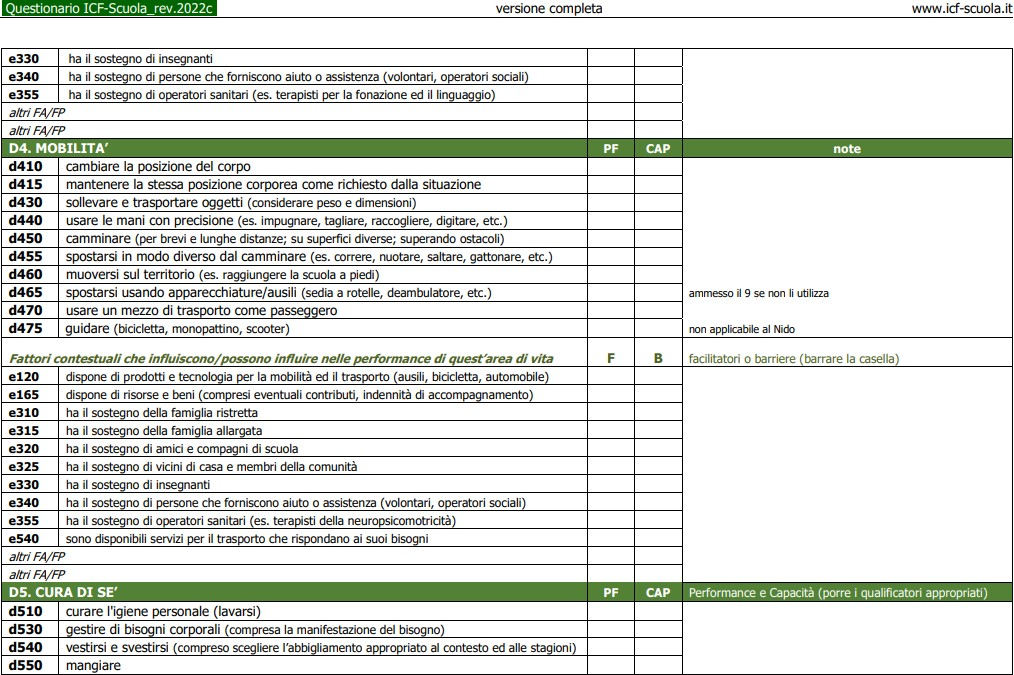 Questionario ICF-Scuola_rev.2022c versione completa www.icf-scuola.it
e330 ha il sostegno di insegnanti
e340 ha il sostegno di persone che forniscono aiuto o assistenza (volontari, operatori sociali)
e355 ha il sostegno di operatori sanitari (es. terapisti per la fonazione ed il linguaggio)
altri FA/FP
altri FA/FP
D4. MOBILITA’ PF CAP note
d410 cambiare la posizione del corpo
d415 mantenere la stessa posizione corporea come richiesto dalla situazione
d430 sollevare e trasportare oggetti (considerare peso e dimensioni)
d440 usare le mani con precisione (es. impugnare, tagliare, raccogliere, digitare, etc.)
d450 camminare (per brevi e lunghe distanze; su superfici diverse; superando ostacoli)
d455 spostarsi in modo diverso dal camminare (es. correre, nuotare, saltare, gattonare, etc.)
d460 muoversi sul territorio (es. raggiungere la scuola a piedi)
d465 spostarsi usando apparecchiature/ausili (sedia a rotelle, deambulatore, etc.) ammesso il 9 se non li utilizza
d470 usare un mezzo di trasporto come passeggero
d475 guidare (bicicletta, monopattino, scooter) non applicabile al Nido
Fattori contestuali che influiscono/possono influire nelle performance di quest’area di vita F B facilitatori o barriere (barrare la casella)
e120 dispone di prodotti e tecnologia per la mobilità ed il trasporto (ausili, bicicletta, automobile)
e165 dispone di risorse e beni (compresi eventuali contributi, indennità di accompagnamento)
e310 ha il sostegno della famiglia ristretta
e315 ha il sostegno della famiglia allargata
e320 ha il sostegno di amici e compagni di scuola
e325 ha il sostegno di vicini di casa e membri della comunità
e330 ha il sostegno di insegnanti
e340 ha il sostegno di persone che forniscono aiuto o assistenza (volontari, operatori sociali)
e355 ha il sostegno di operatori sanitari (es. terapisti della neuropsicomotricità)
e540 sono disponibili servizi per il trasporto che rispondano ai suoi bisogni
altri FA/FP
altri FA/FP
D5. CURA DI SE’ PF CAP Performance e Capacità (porre i qualificatori appropriati)
d510 curare l'igiene personale (lavarsi)
d530 gestire di bisogni corporali (compresa la manifestazione del bisogno)
d540 vestirsi e svestirsi (compreso scegliere l’abbigliamento appropriato al contesto ed alle stagioni)
d550 mangiare